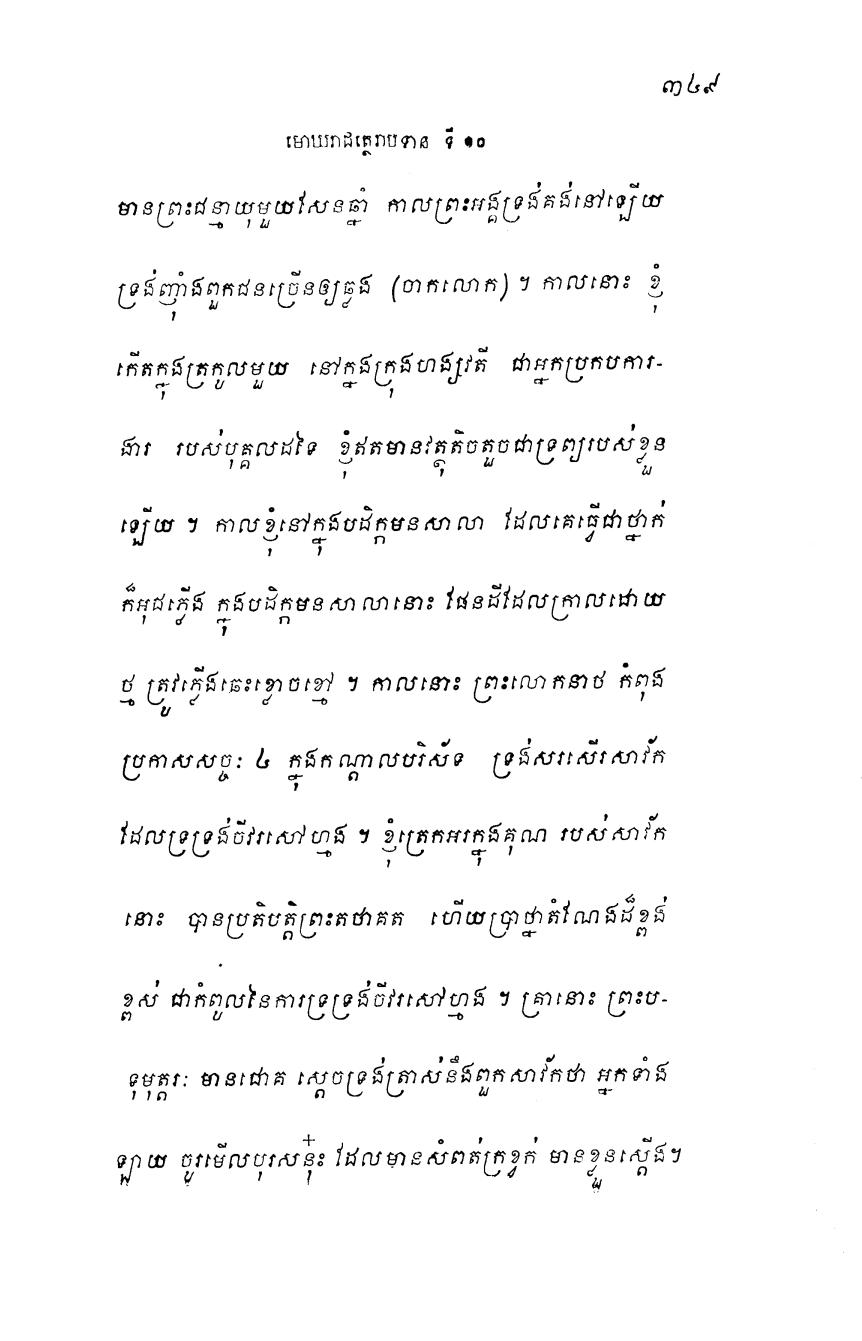 ៣៤៩
មោឃរាជត្ថេរាបទាន ទី ១០
មានព្រះជន្មាយុមួយសែនឆ្នាំ កាលព្រះអង្គទ្រង់គង់នៅឡើយ
ទ្រង់ញុំាងពួកជនច្រើនឲ្យឆ្លង (ចាកលោក) ។ កាលនោះ ខ្ញុំ
កើតក្នុងត្រកូលមួយ នៅក្នុងក្រុងហង្សវតី ជាអ្នកប្រកបការ-
ងារ របស់បុគ្គលដទៃ ខ្ញុំឥតមានវត្ថុតិចតួចជាទ្រព្យរបស់ខ្លួន
ឡើយ ។ កាលខ្ញុំនៅក្នុងបដិក្កមនសាលា ដែលគេធ្វើជាថ្នាក់
ក៏អុជភ្លើង ក្នុងបដិក្កមនសាលានោះ ផែនដីដែលក្រាលដោយ
ថ្ម ត្រូវភ្លើងឆេះខ្លោចខ្មៅ ។ កាលនោះ ព្រះលោកនាថ កំពុង
ប្រកាសសច្ចៈ ៤ ក្នុងកណ្តាលបរិស័ទ ទ្រង់សរសើរសាវ័ក
ដែលទ្រទ្រង់ចីវរសៅហ្មង ។ ខ្ញុំត្រេកអរក្នុងគុណ របស់សាវ័ក
នោះ បានប្រតិបត្តិព្រះតថាគត ហើយប្រាថ្នាតំណែងដ៏ខ្ពង់
ខ្ពស់ ជាកំពូលនៃការទ្រទ្រង់ចីវរសៅហ្មង ។ គ្រានោះ ព្រះប-
ទុមុត្តរៈ មានជោគ ស្តេចទ្រង់ត្រាស់នឹងពួកសាវ័កថា អ្នកទាំង
ឡាយ ចូរមើលបុរសនុ៎ះ ដែលមានសំពត់ក្រខ្វក់ មានខ្លួនស្តើង។